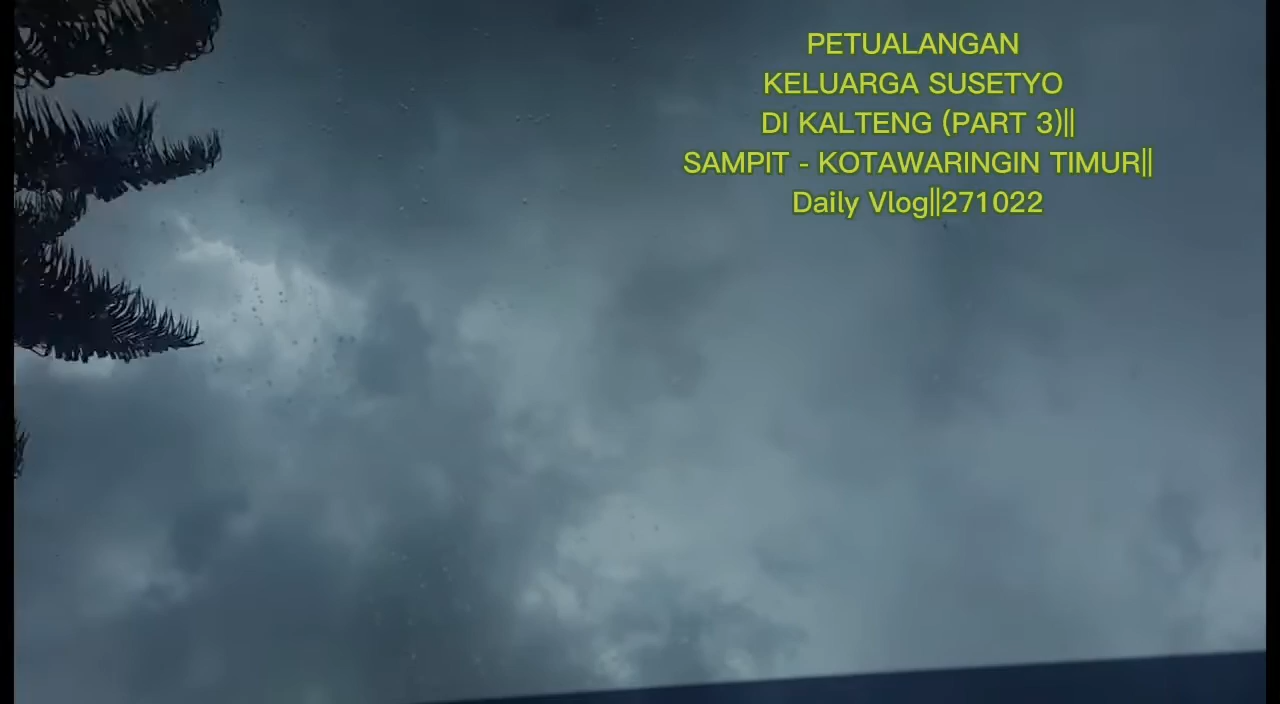 PETUALANGAN
KELUARGA SUSETYO
DI KALTENG (PART 3)||
SAMPIT - KOTAWARINGIN TIMUR||
Daily Vlog||271022